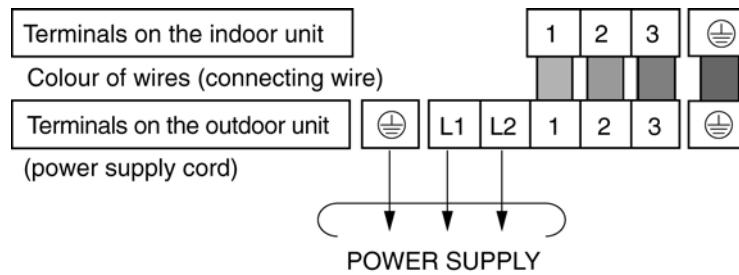 Terminals on the indoor unit 1 2 3
Colour of wires (connecting wire)
Terminals on the outdoor unit L1 L2 1 2 3
(power supply cord)
POWER SUPPLY